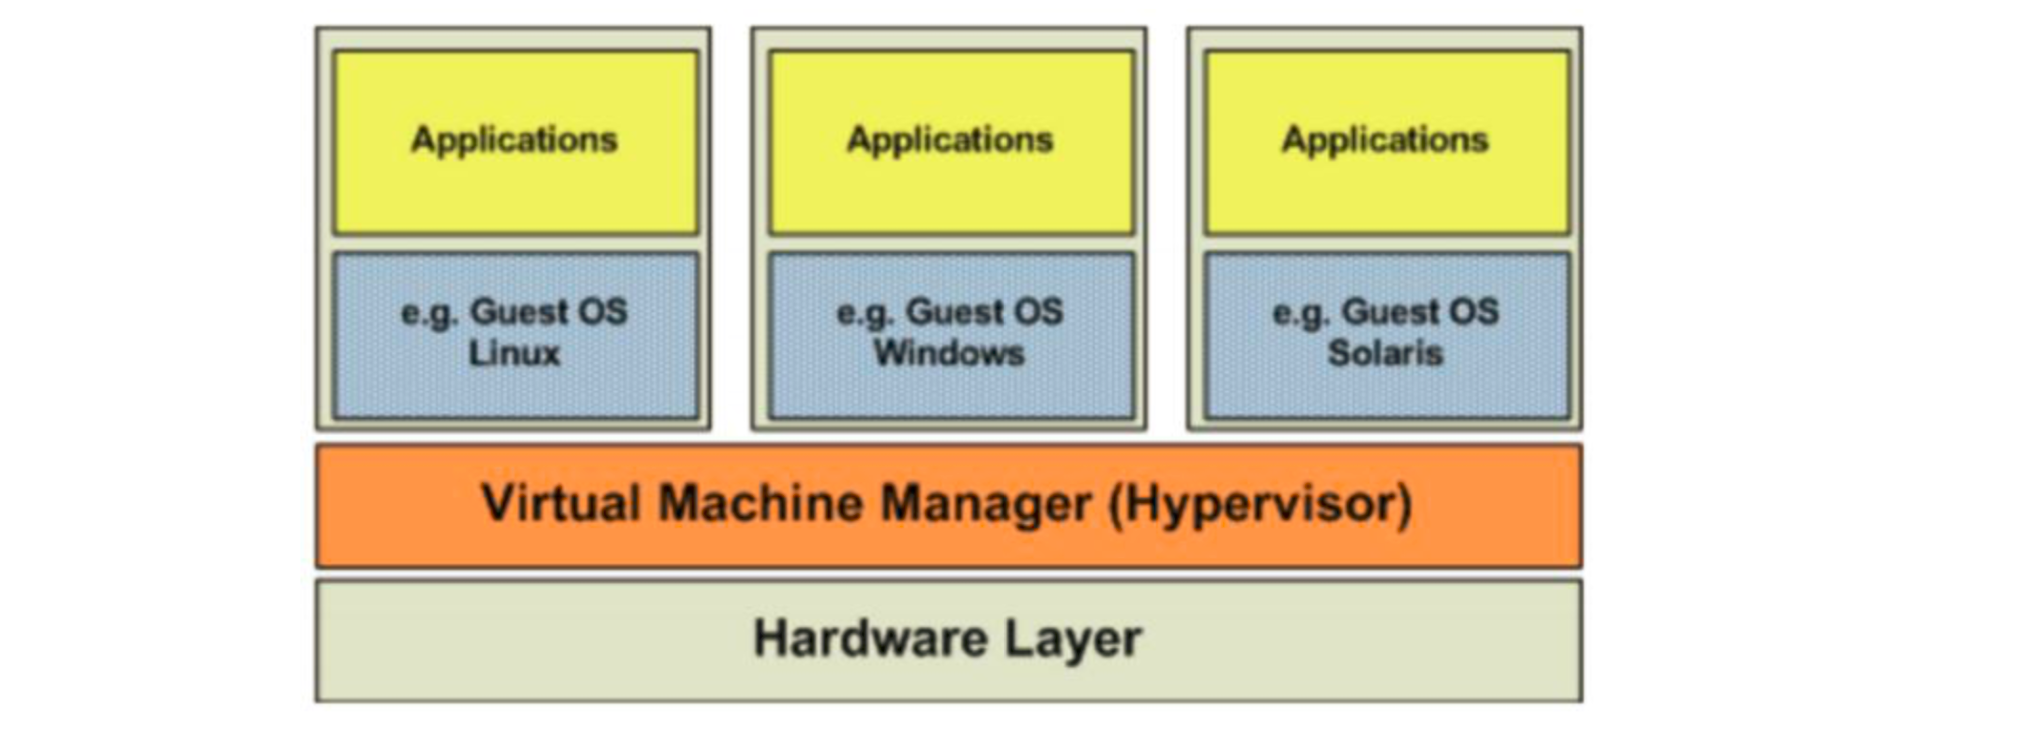 Applications
Applications
Applications
e.g. Guest OS
Linux
e.g. Guest OS
Windows
e.g. Guest OS
Solaris
Virtual Machine Manager (Hypervisor)
Hardware Layer